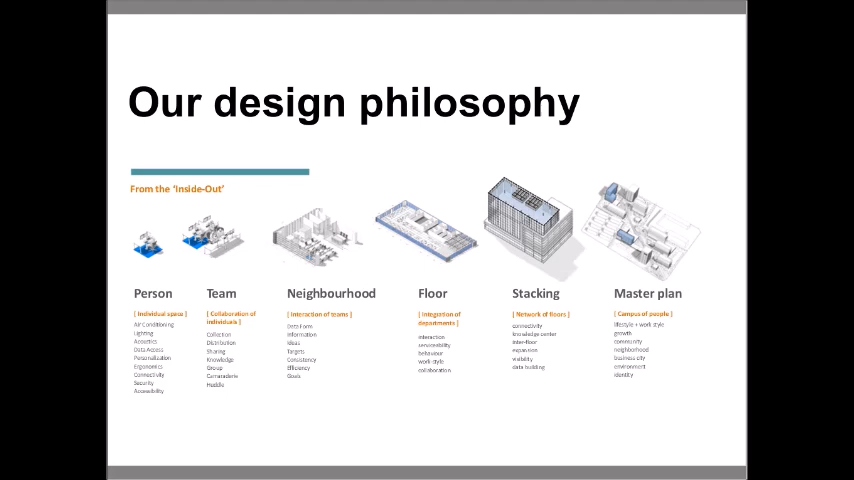 Our design philosophy
From the ‘Inside-Out’
Person
[ Individual space ]
Air Conditioning
Lighting
Acoustics
Data Access
Personalisation
Ergonomics
Connectivity
Security
Accessibility
Team
[ Collaboration of
individuals ]
Collection
Distribution
Sharing
Knowledge
Group
Camaraderie
Huddle
Neighbourhood
[ Interaction of teams ]
Data Form
Information
Ideas
Targets
Consistency
Efficiency
Goals
Floor
[ Integration of
departments ]
interaction
serviceability
behaviour
work-style
collaboration
Stacking
[ Network of floors ]
connectivity
knowledge center
inter-floor
expansion
visibility
data building
Master plan
[ Campus of people ]
lifestyle + work style
growth
community
neighborhood
business city
environment
identity